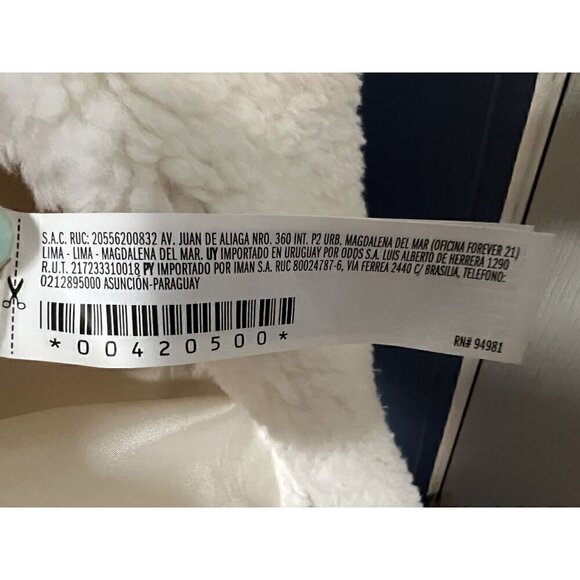 S.A.C. RUC: 20556200832 AV. JUAN DE ALIAGA NRO. 360 INT. P2 URB. MAGDALENA DEL MAR (OFICINA FOREVER 21)
LIMA - LIMA - MAGDALENA DEL MAR. UY IMPORTADO EN URUGUAY POR ODOS S.A. LUIS ALBERTO DE HERRERA 1290
R.U.T. 217233310018 PY IMPORTADO POR IMAN S.A. RUC 80024787-6, VIA FERREA 2440 C/ BRASILIA, TELEFONO:
0212895000 ASUNCIÓN-PARAGUAY
*00420500*
RN# 94981